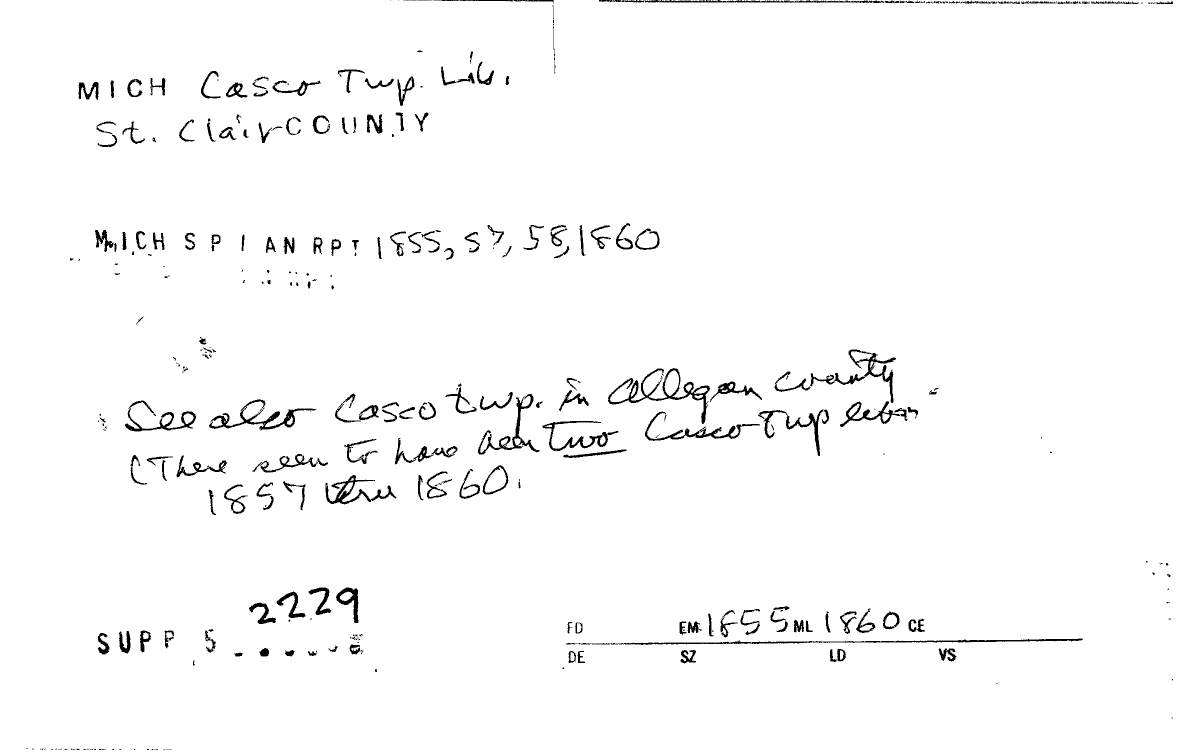 MICH Casco Twp. Lib.
St. Clair COUNTY
MICH S P I AN RPT 1855, 57, 58, 1860
See also Casco twp. in Allegan county
(There seem to have been two Casco Twp
1857 thru 1860.
2229
SUPP 5
FD EM 1855 ML 1860 CE
DE SZ LD VS